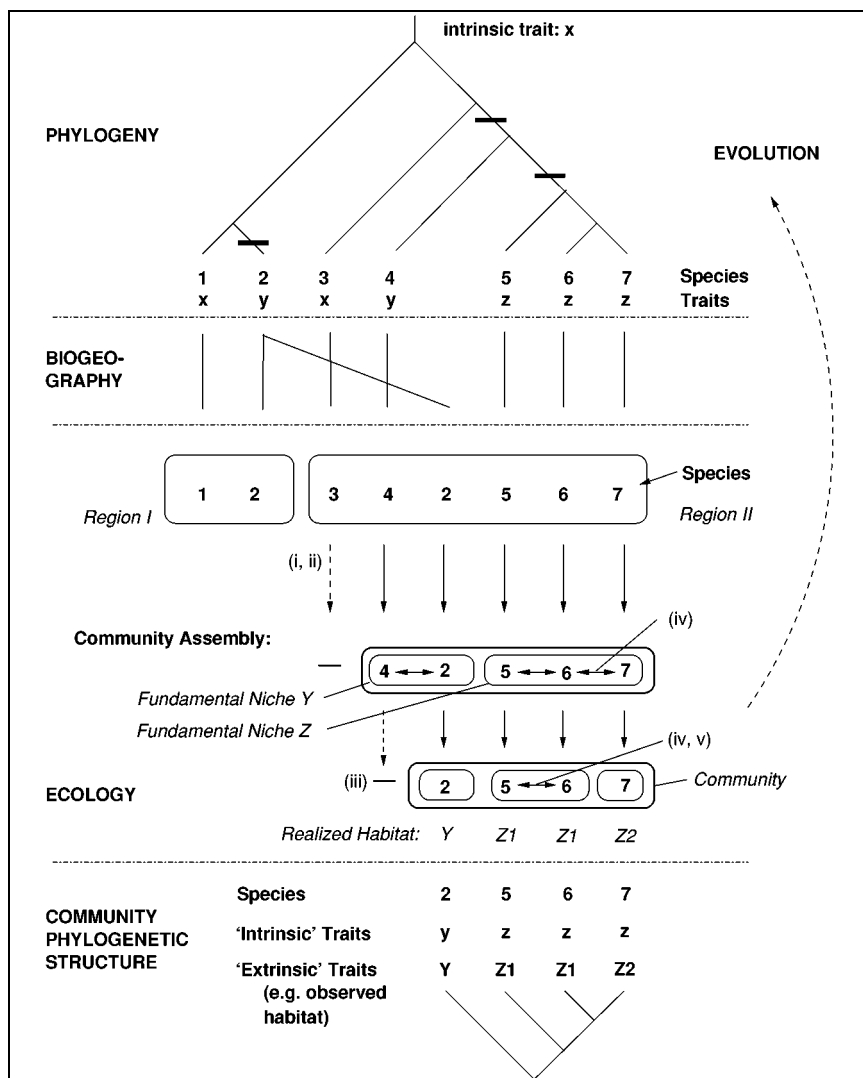 intrinsic trait: x
PHYLOGENY
EVOLUTION
1 2 3 4 5 6 7 Species
x y x y z z z Traits
BIOGEO-
GRAPHY
Species
1 2 3 4 2 5 6 7
Region I Region II
(i, ii)
(iv)
Community Assembly:
4 2 5 6 7
Fundamental Niche Y
Fundamental Niche Z
(iv, v)
(iii)
2 5 6 7 Community
ECOLOGY
Realized Habitat: Y Z1 Z1 Z2
Species 2 5 6 7
COMMUNITY
PHYLOGENETIC
STRUCTURE
'Intrinsic' Traits y z z z
'Extrinsic' Traits Y Z1 Z1 Z2
(e.g. observed
habitat)